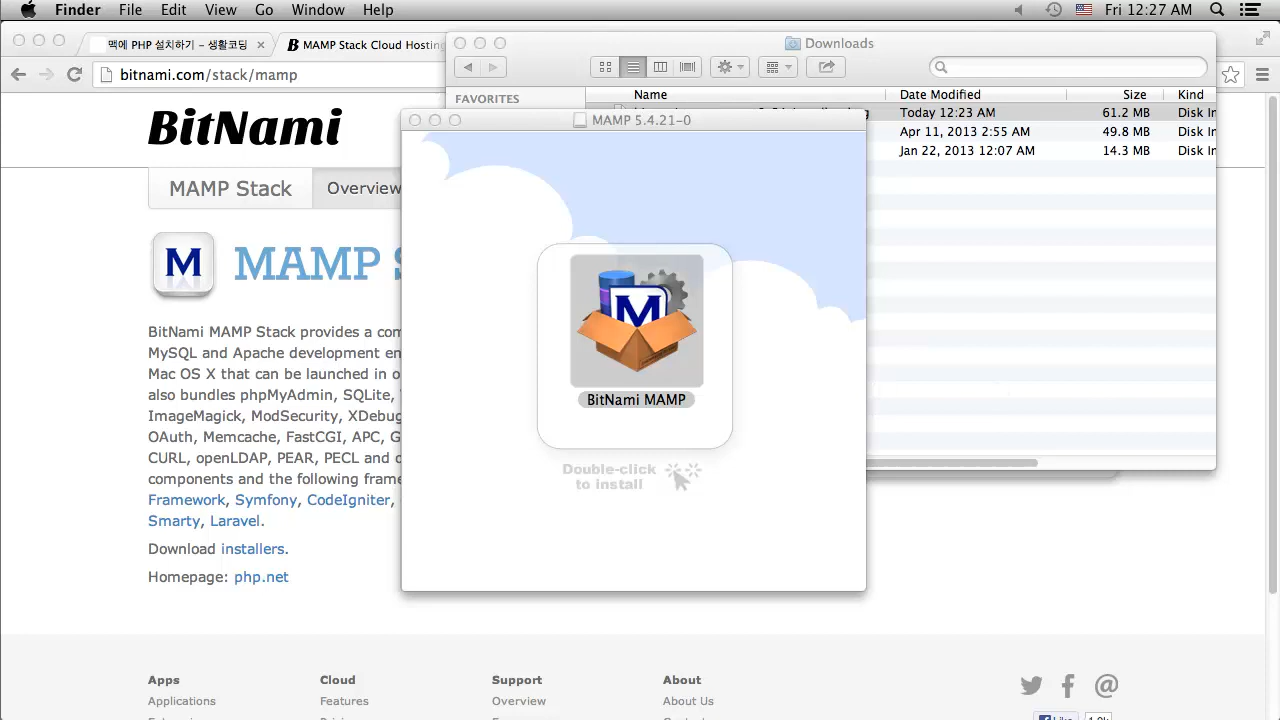 Finder File Edit View Go Window Help Fri 12:27 AM
맥에 PHP 설치하기 - 생활코딩
B MAMP Stack Cloud Hosting
bitnami.com/stack/mamp
Downloads
FAVORITES
Name Date Modified Size Kind
Today 12:23 AM 61.2 MB Disk
Apr 11, 2013 2:55 AM 49.8 MB Disk
Jan 22, 2013 12:07 AM 14.3 MB Disk
MAMP 5.4.21-0
BitNami MAMP
Double-click
to install
BitNami
MAMP Stack Overview
M MAMP
BitNami MAMP Stack provides a
MySQL and Apache development
Mac OS X that can be launched in
also bundles phpMyAdmin, SQLite,
ImageMagick, ModSecurity, XDebug
OAuth, Memcache, FastCGI, APC,
CURL, openLDAP, PEAR, PECL and
components and the following
Framework, Symfony, CodeIgniter,
Smarty, Laravel.
Download installers.
Homepage: php.net
Apps Cloud Support About
Applications Features Overview About Us
Like